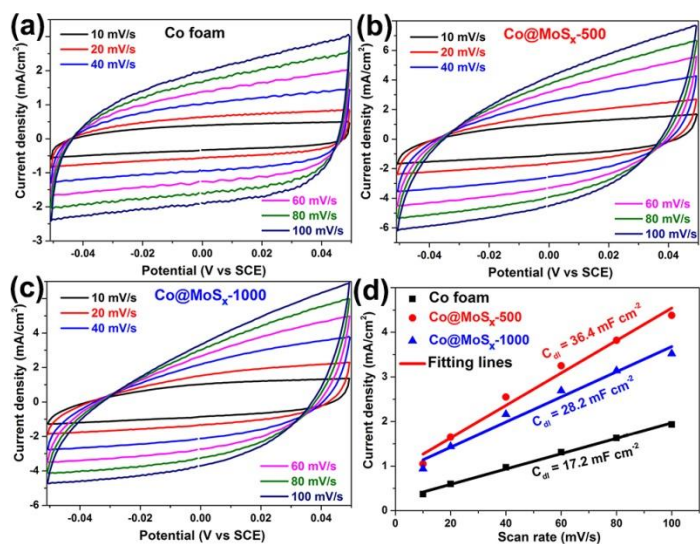 (a)
Co foam
10 mV/s
20 mV/s
40 mV/s
60 mV/s
80 mV/s
100 mV/s
Current density (mA/cm²)
3
2
1
0
-1
-2
-3
-0.04 -0.02 0.00 0.02 0.04
Potential (V vs SCE)
(b)
Co@MoSₓ-500
10 mV/s
20 mV/s
40 mV/s
60 mV/s
80 mV/s
100 mV/s
Current density (mA/cm²)
8
6
4
2
0
-2
-4
-6
-0.04 -0.02 0.00 0.02 0.04
Potential (V vs SCE)
(c)
Co@MoSₓ-1000
10 mV/s
20 mV/s
40 mV/s
60 mV/s
80 mV/s
100 mV/s
Current density (mA/cm²)
6
4
2
0
-2
-4
-6
-0.04 -0.02 0.00 0.02 0.04
Potential (V vs SCE)
(d)
Co foam
Co@MoSₓ-500
Co@MoSₓ-1000
Fitting lines
C_dl = 36.4 mF cm⁻²
C_dl = 28.2 mF cm⁻²
C_dl = 17.2 mF cm⁻²
Current density (mA/cm²)
6
5
4
3
2
1
0
20 40 60 80 100
Scan rate (mV/s)